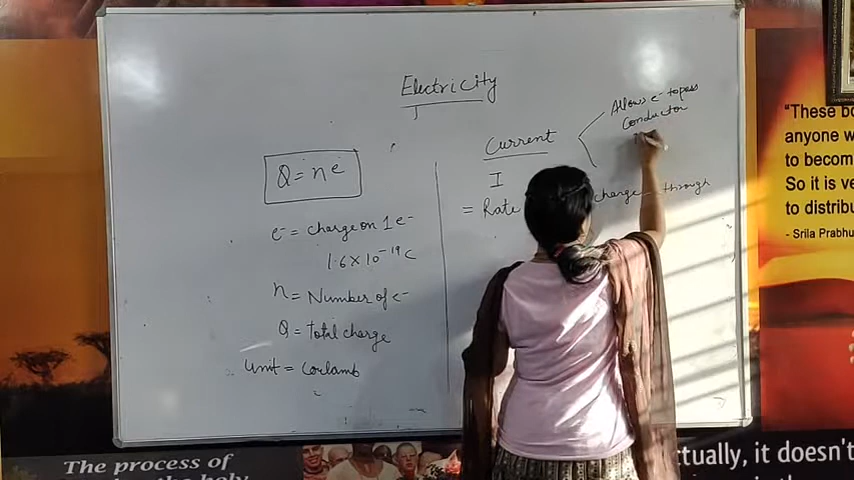 Electricity
Q = ne
e⁻ = charge on 1 e⁻
1.6 × 10⁻¹⁹ C
n = Number of e⁻
Q = total charge
Unit = Coulamb
Current
I
= Rate
charge through
Allows e⁻ to pass
Conductor
"These bo
anyone w
to becom
So it is ve
to distribu
- Srila Prabhu
The process of
ctually, it doesn't